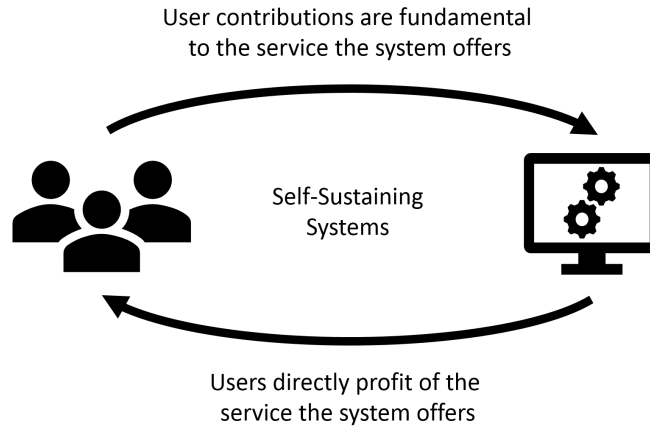 User contributions are fundamental
to the service the system offers
Self-Sustaining
Systems
Users directly profit of the
service the system offers